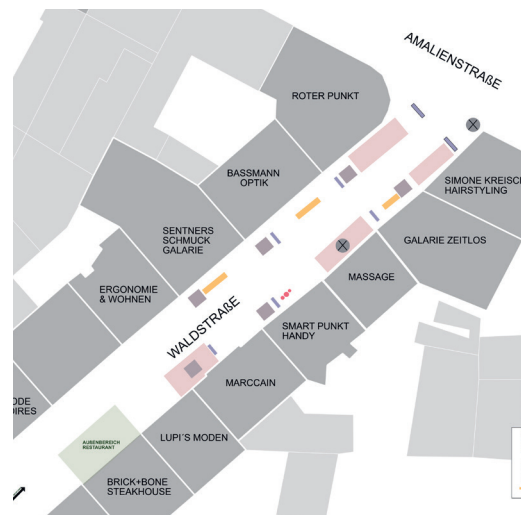 AMALIENSTRAßE
ROTER PUNKT
BASSMANN
OPTIK
SIMONE KREISC
HAIRSTYLING
SENTNERS
SCHMUCK
GALARIE
GALARIE ZEITLOS
MASSAGE
ERGONOMIE
& WOHNEN
WALDSTRAßE
SMART PUNKT
HANDY
MARCCAIN
ODE
OIRES
AUßENBEREICH
RESTAURANT
LUPI´S MODEN
BRICK+BONE
STEAKHOUSE